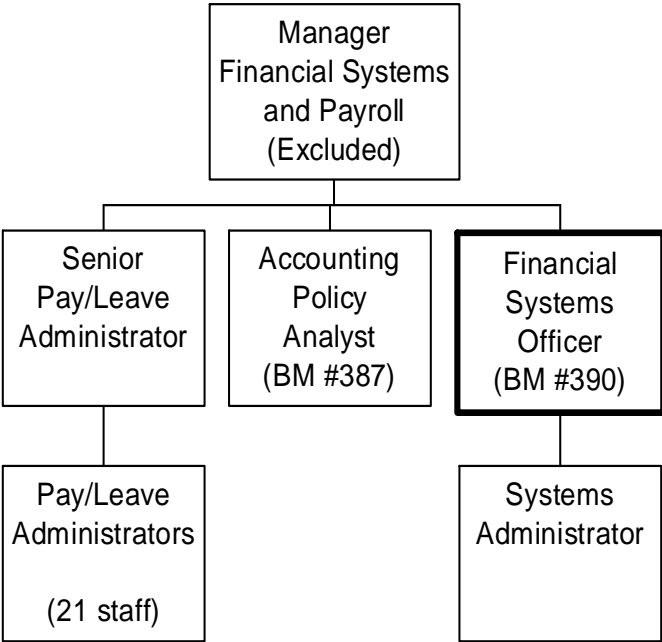 Manager
Financial Systems
and Payroll
(Excluded)
Senior
Pay/Leave
Administrator
Accounting
Policy
Analyst
(BM #387)
Financial
Systems
Officer
(BM #390)
Pay/Leave
Administrators
(21 staff)
Systems
Administrator